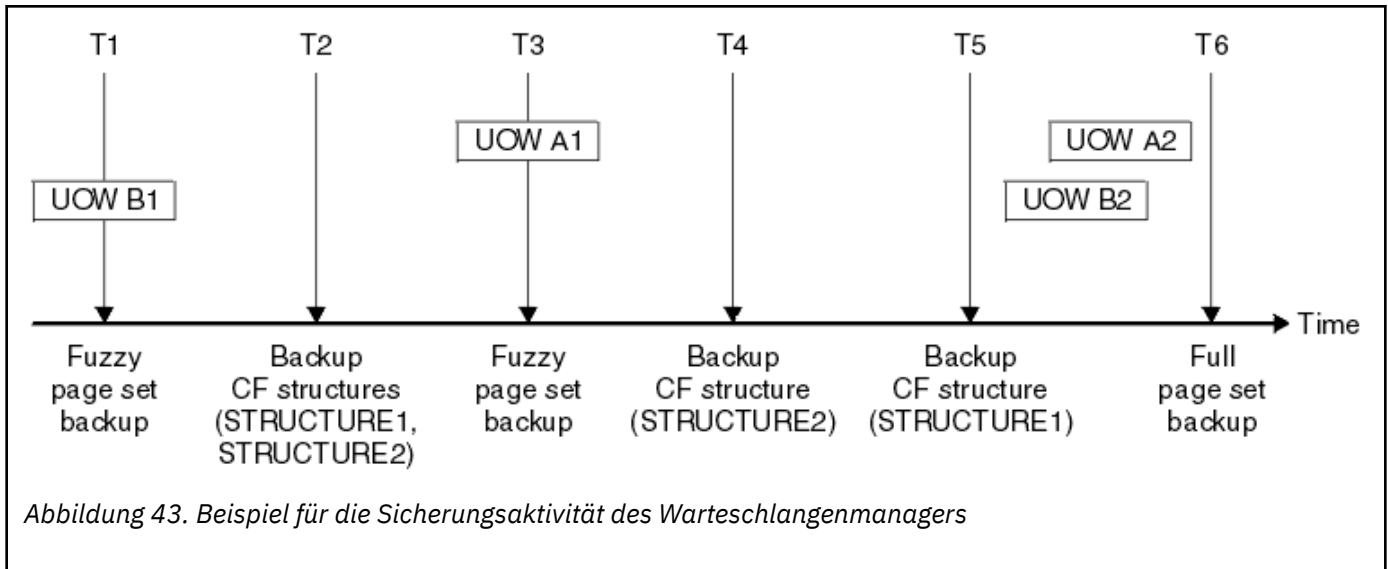 T1
T2
T3
T4
T5
T6
UOW A1
UOW A2
UOW B1
UOW B2
Time
Fuzzy
page set
backup
Backup
CF structures
(STRUCTURE1,
STRUCTURE2)
Fuzzy
page set
backup
Backup
CF structure
(STRUCTURE2)
Backup
CF structure
(STRUCTURE1)
Full
page set
backup
Abbildung 43. Beispiel für die Sicherungsaktivität des Warteschlangenmanagers